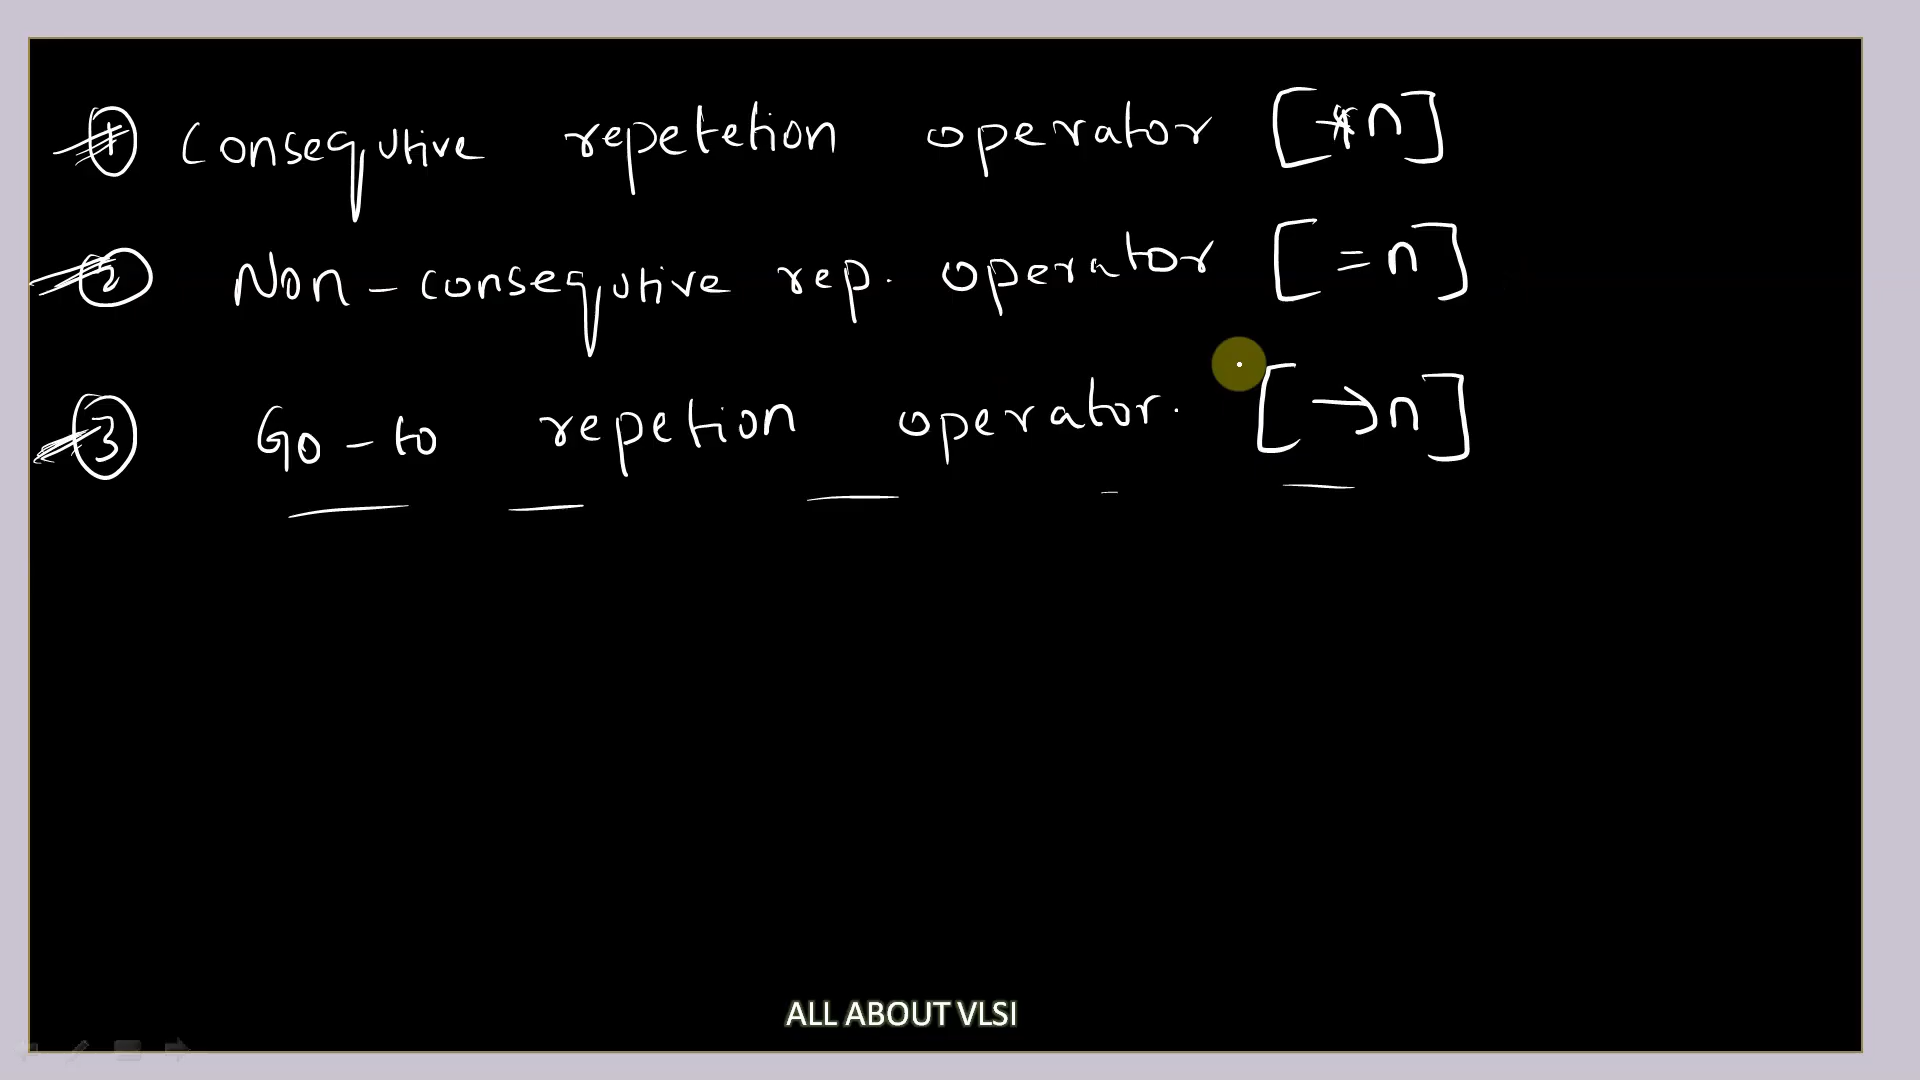 1 Consequtive repetetion operator [*n]
2 Non-consequtive rep. operator [=n]
3 Go-to repetion operator. [→n]
ALL ABOUT VLSI